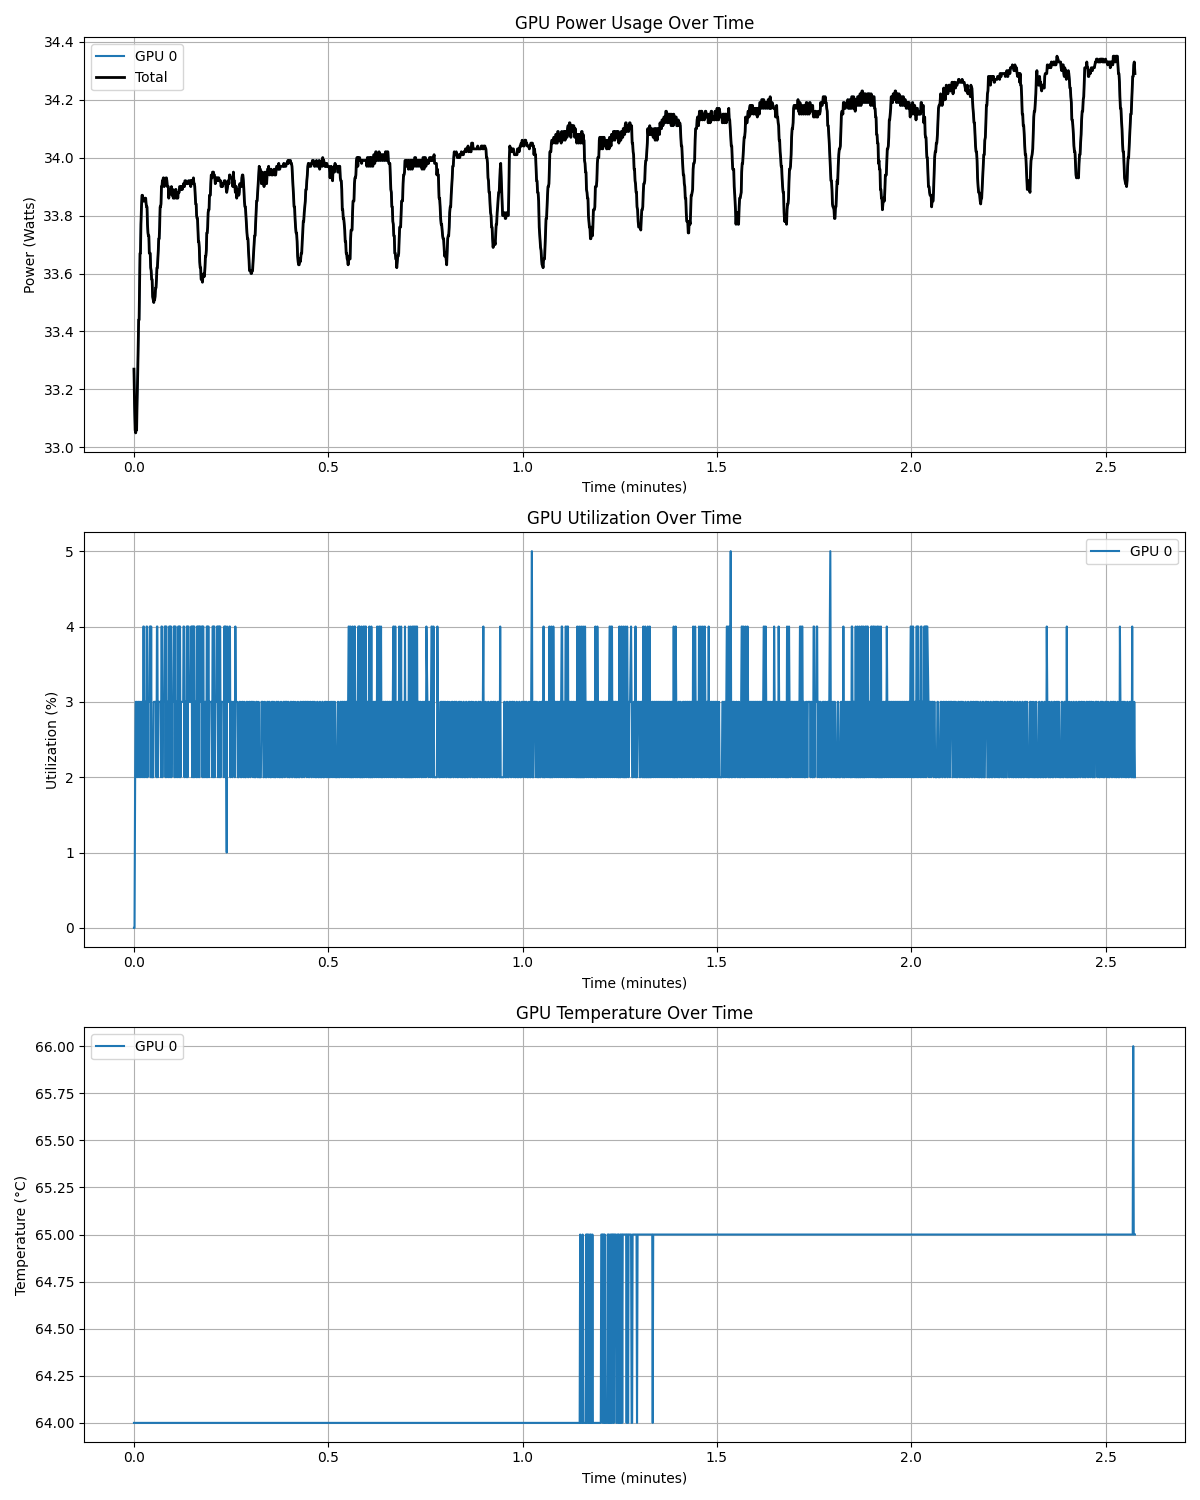 GPU Power Usage Over Time
GPU 0
Total
34.4
34.2
34.0
33.8
33.6
33.4
33.2
33.0
Power (Watts)
0.0 0.5 1.0 1.5 2.0 2.5
Time (minutes)
GPU Utilization Over Time
GPU 0
5
4
3
2
1
0
Utilization (%)
0.0 0.5 1.0 1.5 2.0 2.5
Time (minutes)
GPU Temperature Over Time
GPU 0
66.00
65.75
65.50
65.25
65.00
64.75
64.50
64.25
64.00
Temperature (°C)
0.0 0.5 1.0 1.5 2.0 2.5
Time (minutes)